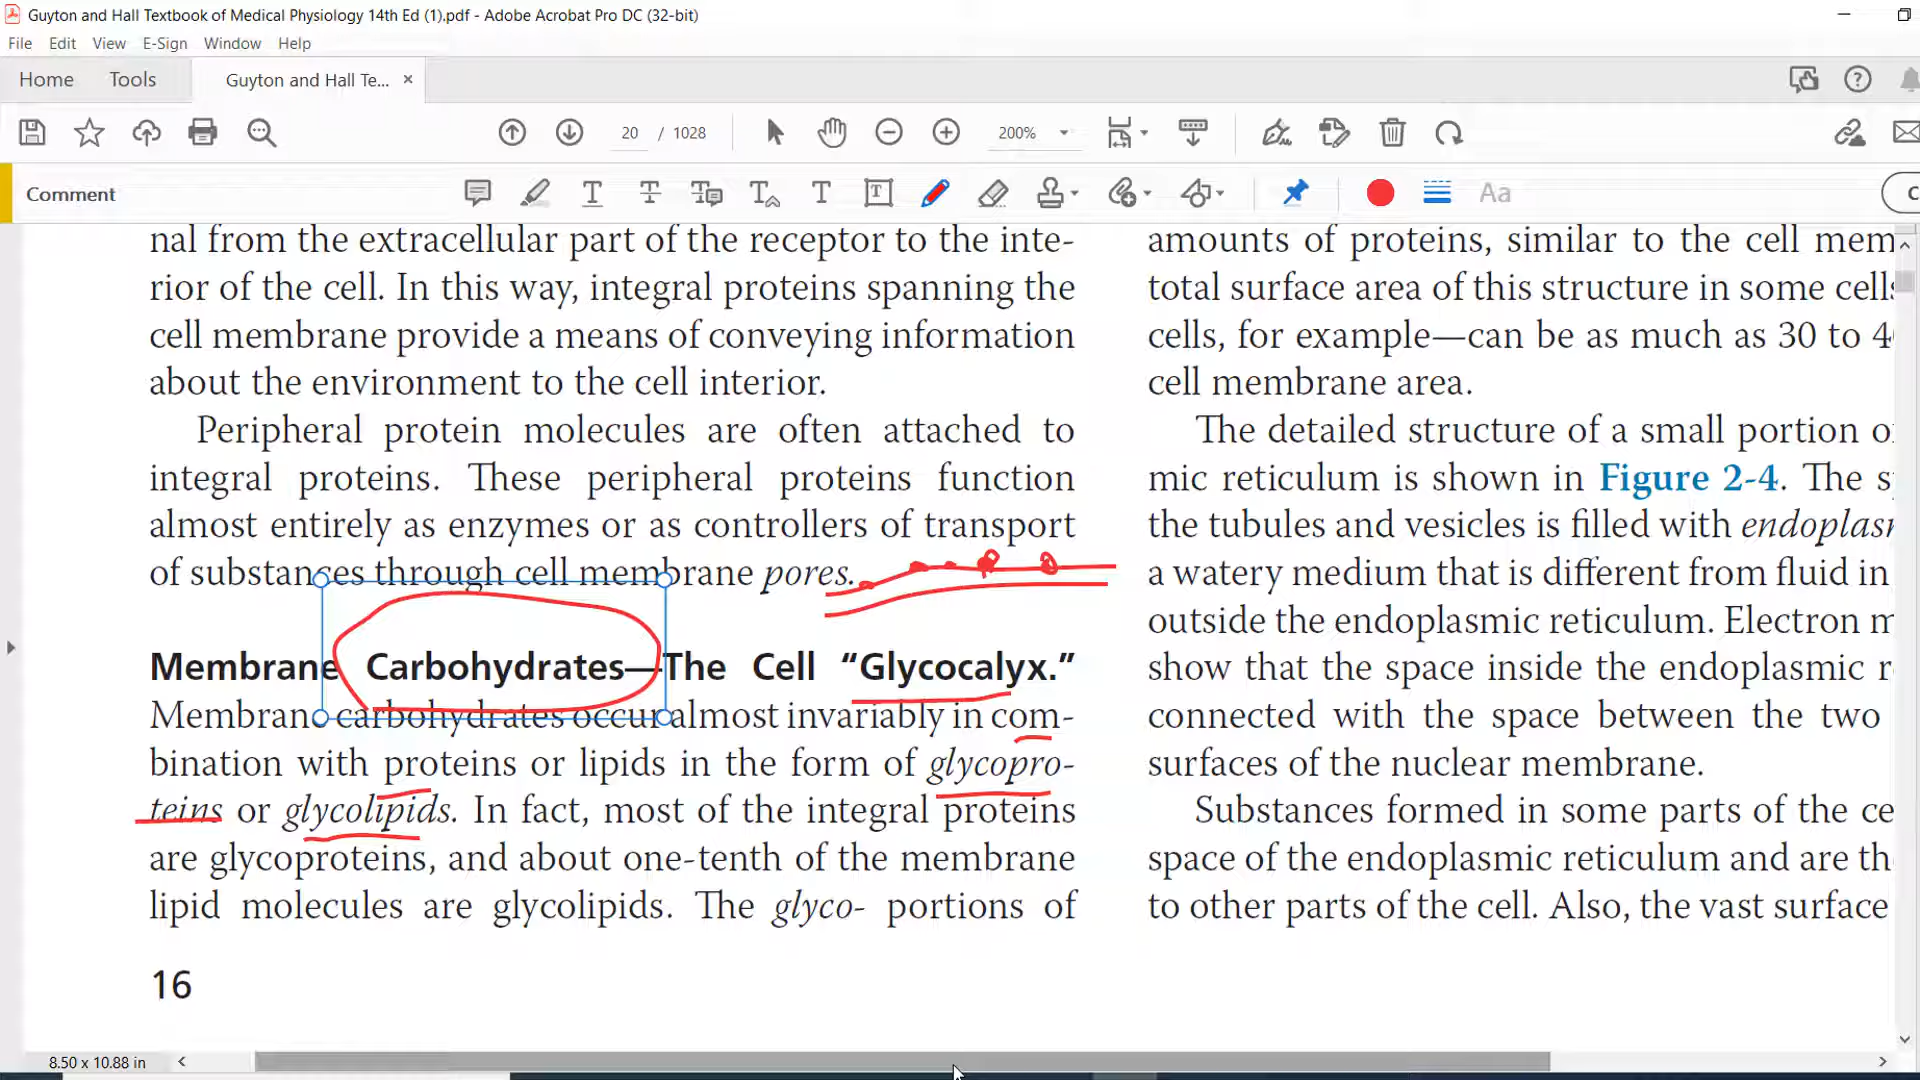 Guyton and Hall Textbook of Medical Physiology 14th Ed (1).pdf - Adobe Acrobat Pro DC (32-bit)
File Edit View E-Sign Window Help
Home Tools Guyton and Hall Te... ×
20 / 1028 200%
Comment Aa C
nal from the extracellular part of the receptor to the inte-
rior of the cell. In this way, integral proteins spanning the
cell membrane provide a means of conveying information
about the environment to the cell interior.
Peripheral protein molecules are often attached to
integral proteins. These peripheral proteins function
almost entirely as enzymes or as controllers of transport
of substances through cell membrane pores.
Membrane Carbohydrates—The Cell “Glycocalyx.”
Membrane carbohydrates occur almost invariably in com-
bination with proteins or lipids in the form of glycopro-
teins or glycolipids. In fact, most of the integral proteins
are glycoproteins, and about one-tenth of the membrane
lipid molecules are glycolipids. The glyco- portions of
16
amounts of proteins, similar to the cell mem
total surface area of this structure in some cells
cells, for example—can be as much as 30 to 4
cell membrane area.
The detailed structure of a small portion o
mic reticulum is shown in Figure 2-4. The s
the tubules and vesicles is filled with endoplas
a watery medium that is different from fluid in
outside the endoplasmic reticulum. Electron m
show that the space inside the endoplasmic r
connected with the space between the two
surfaces of the nuclear membrane.
Substances formed in some parts of the ce
space of the endoplasmic reticulum and are th
to other parts of the cell. Also, the vast surface
8.50 x 10.88 in